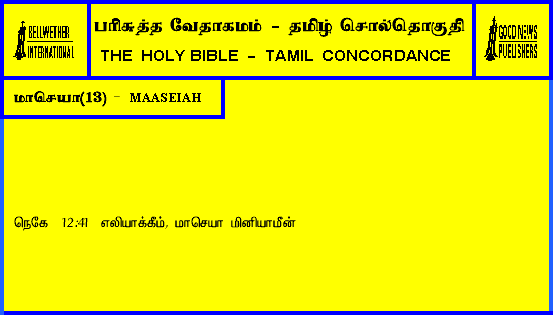 BELLWETHER
INTERNATIONAL
பரிசுத்த வேதாகமம் - தமிழ் சொல்தொகுதி
THE HOLY BIBLE - TAMIL CONCORDANCE
GOOD NEWS
PUBLISHERS
மாசெயா(13) - MAASEIAH
நெகே 12:41 எலியாக்கீம், மாசெயா மினியாமீன்